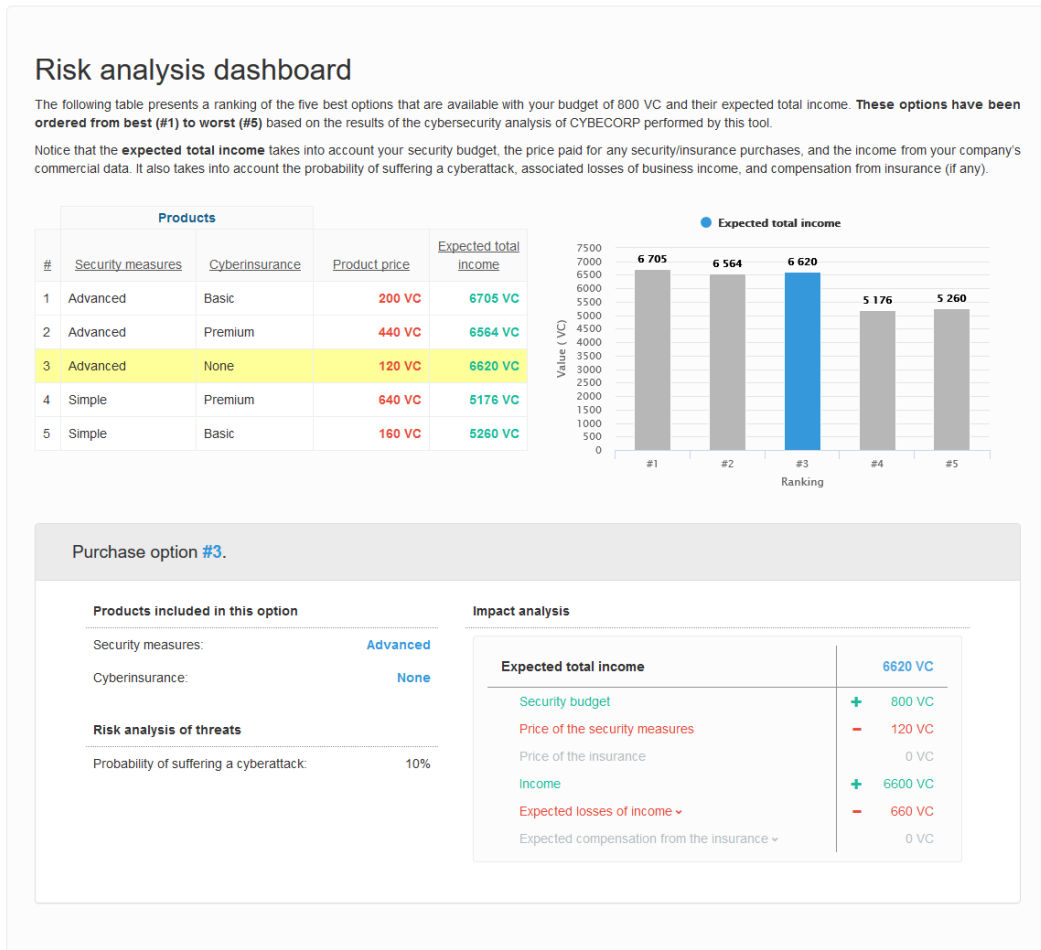 Risk analysis dashboard
The following table presents a ranking of the five best options that are available with your budget of 800 VC and their expected total income. These options have been
ordered from best (#1) to worst (#5) based on the results of the cybersecurity analysis of CYBECORP performed by this tool.
Notice that the expected total income takes into account your security budget, the price paid for any security/insurance purchases, and the income from your company's
commercial data. It also takes into account the probability of suffering a cyberattack, associated losses of business income, and compensation from insurance (if any).
Products
# Security measures Cyberinsurance Product price Expected total
income
1 Advanced Basic 200 VC 6705 VC
2 Advanced Premium 440 VC 6564 VC
3 Advanced None 120 VC 6620 VC
4 Simple Premium 640 VC 5176 VC
5 Simple Basic 160 VC 5260 VC
Expected total income
Value ( VC)
7500
7000
6500
6000
5500
5000
4500
4000
3500
3000
2500
2000
1500
1000
500
0
6 705
6 564
6 620
5 176
5 260
#1 #2 #3 #4 #5
Ranking
Purchase option #3.
Products included in this option
Security measures: Advanced
Cyberinsurance: None
Risk analysis of threats
Probability of suffering a cyberattack: 10%
Impact analysis
Expected total income 6620 VC
Security budget + 800 VC
Price of the security measures - 120 VC
Price of the insurance 0 VC
Income + 6600 VC
Expected losses of income - 660 VC
Expected compensation from the insurance 0 VC